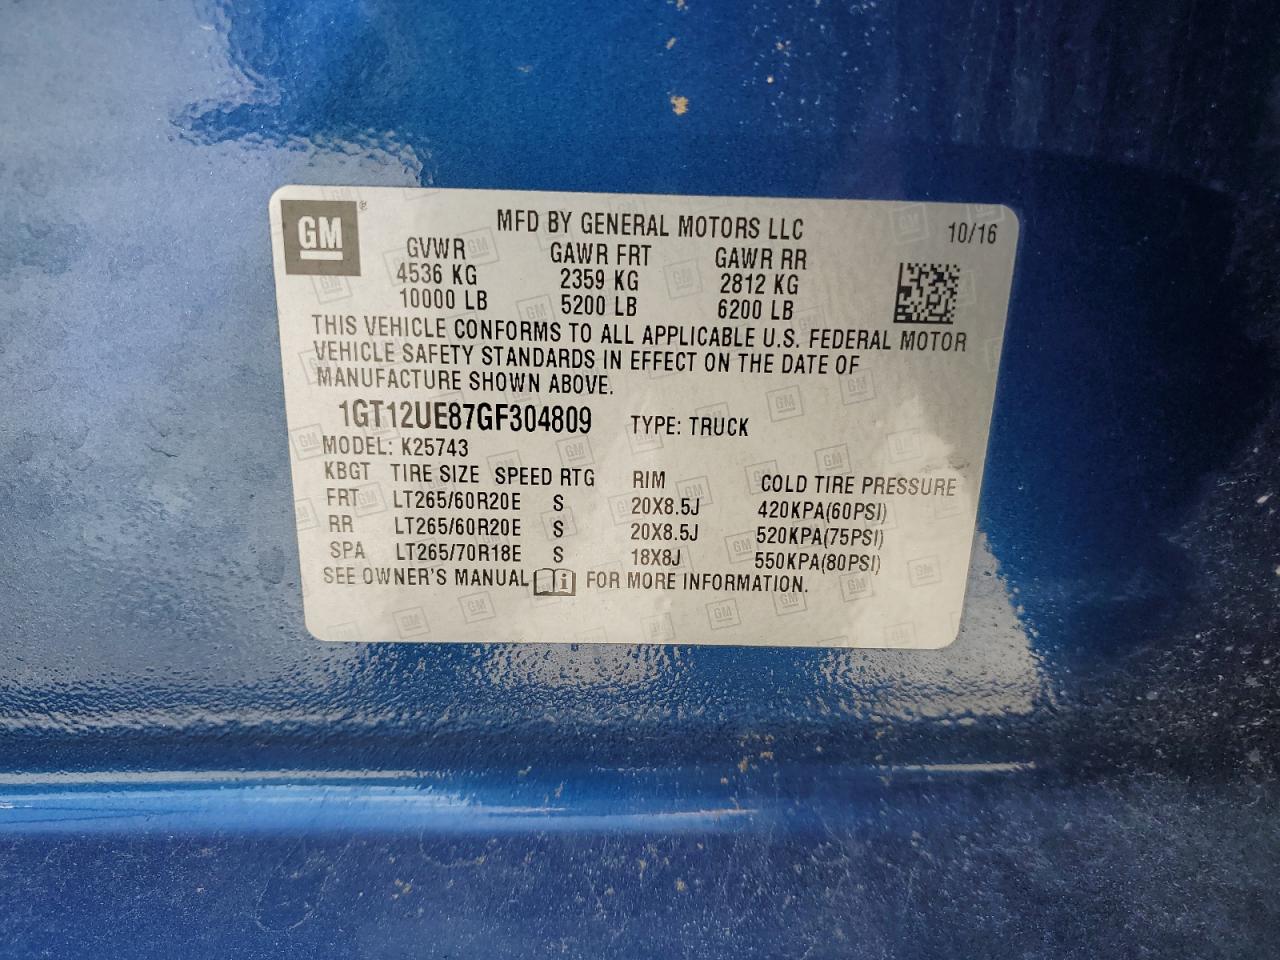 GM ®
MFD BY GENERAL MOTORS LLC 10/16
GVWR GAWR FRT GAWR RR
4536 KG 2359 KG 2812 KG
10000 LB 5200 LB 6200 LB
THIS VEHICLE CONFORMS TO ALL APPLICABLE U.S. FEDERAL MOTOR
VEHICLE SAFETY STANDARDS IN EFFECT ON THE DATE OF
MANUFACTURE SHOWN ABOVE.
1GT12UE87GF304809 TYPE: TRUCK
MODEL: K25743
KBGT TIRE SIZE SPEED RTG RIM COLD TIRE PRESSURE
FRT LT265/60R20E S 20X8.5J 420KPA(60PSI)
RR LT265/60R20E S 20X8.5J 520KPA(75PSI)
SPA LT265/70R18E S 18X8J 550KPA(80PSI)
SEE OWNER'S MANUAL i FOR MORE INFORMATION.